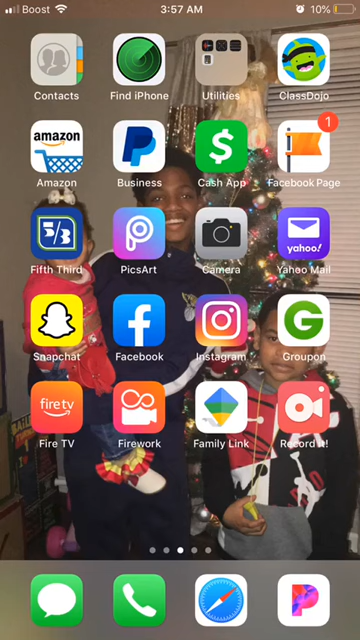 Boost 3:57 AM 10%
Contacts Find iPhone Utilities ClassDojo
amazon 1
Amazon Business Cash App Facebook Page
5/3 yahoo!
Fifth Third PicsArt Camera Yahoo Mail
Snapchat Facebook Instagram Groupon
fire tv
Fire TV Firework Family Link Record it!